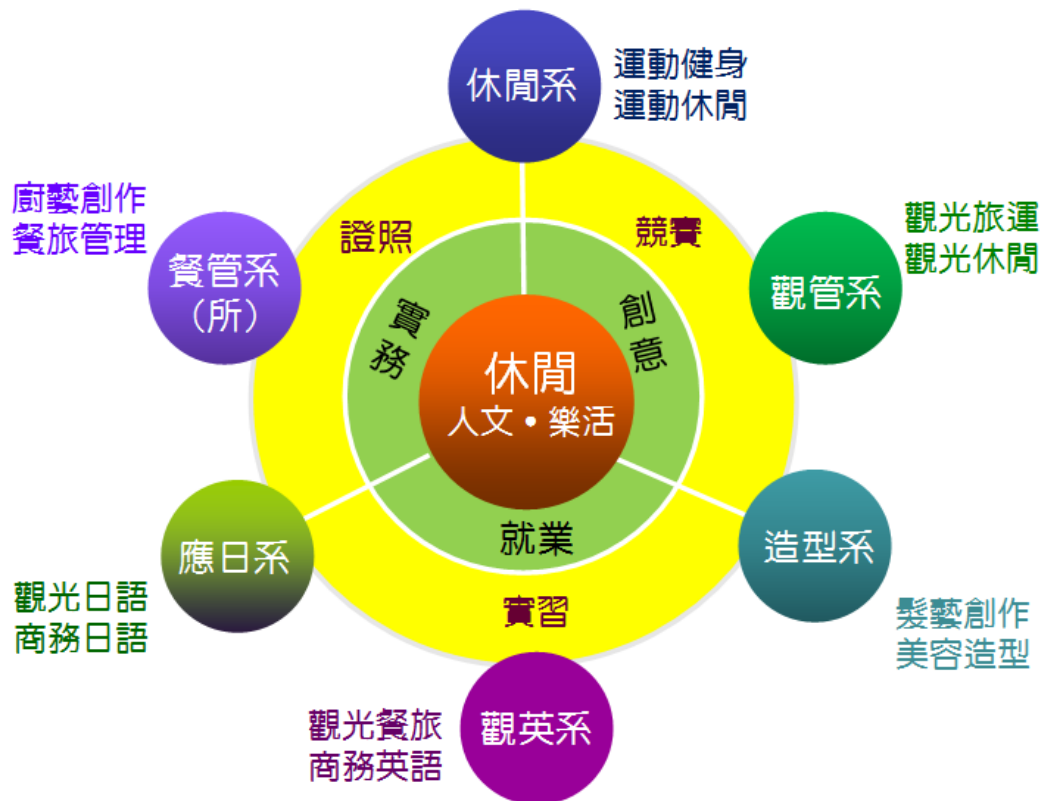 休閒系
運動健身
運動休閒
廚藝創作
餐旅管理
餐管系
（所）
證照
競賽
觀光旅運
觀光休閒
觀管系
實務
創意
休閒
人文•樂活
就業
應日系
觀光日語
商務日語
實習
造型系
髮藝創作
美容造型
觀光餐旅
商務英語
觀英系